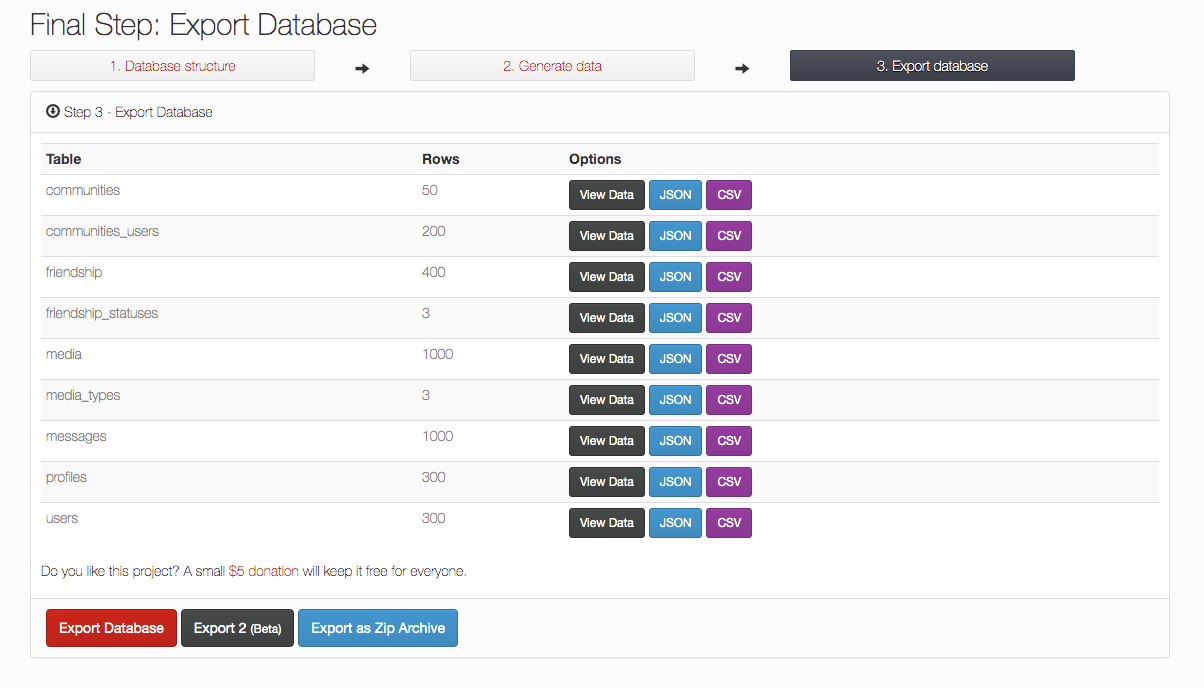 Final Step: Export Database
1. Database structure
2. Generate data
3. Export database
Step 3 - Export Database
Table Rows Options
communities 50 View Data JSON CSV
communities_users 200 View Data JSON CSV
friendship 400 View Data JSON CSV
friendship_statuses 3 View Data JSON CSV
media 1000 View Data JSON CSV
media_types 3 View Data JSON CSV
messages 1000 View Data JSON CSV
profiles 300 View Data JSON CSV
users 300 View Data JSON CSV
Do you like this project? A small $5 donation will keep it free for everyone.
Export Database Export 2 (Beta) Export as Zip Archive